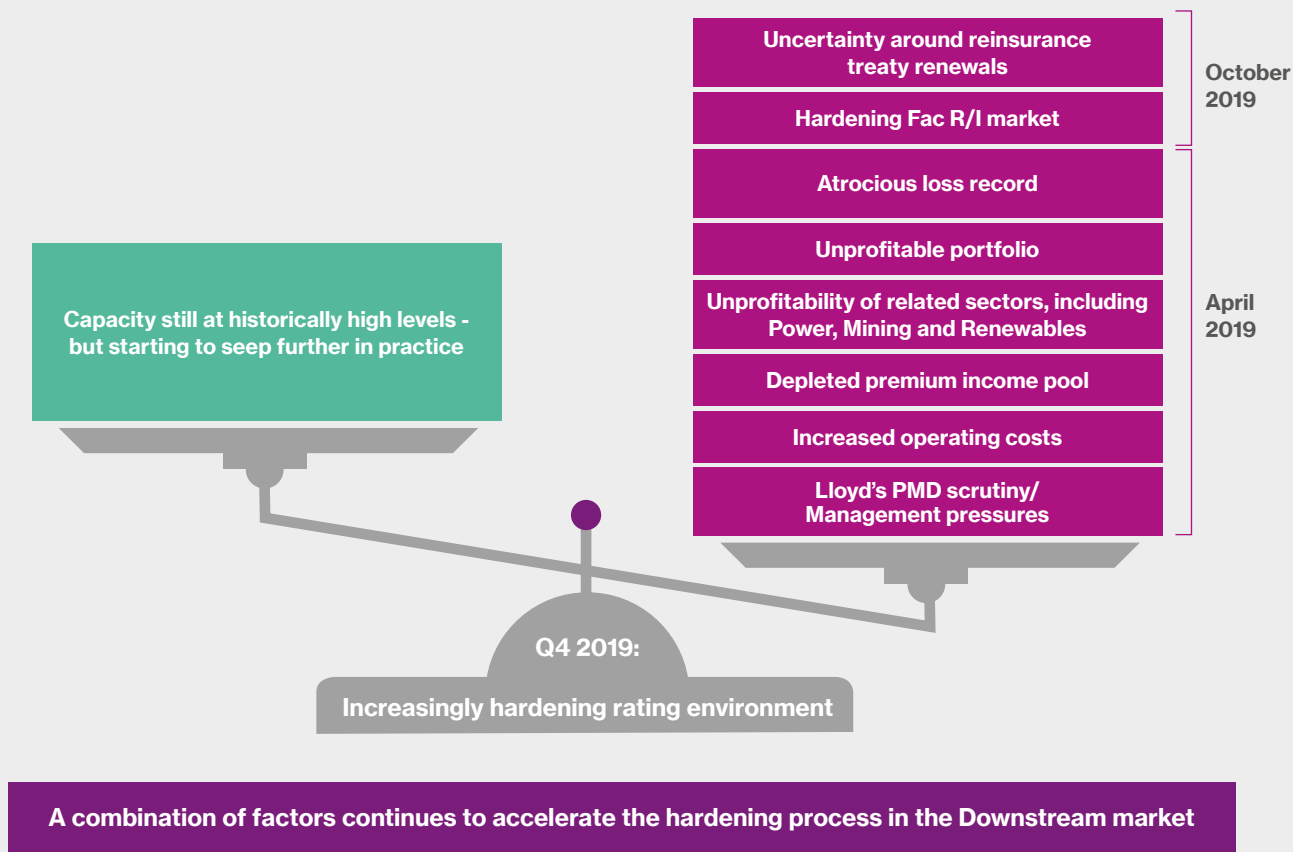 Uncertainty around reinsurance
treaty renewals
Hardening Fac R/I market
October
2019
Atrocious loss record
Unprofitable portfolio
Unprofitability of related sectors, including
Power, Mining and Renewables
Depleted premium income pool
Increased operating costs
Lloyd's PMD scrutiny/
Management pressures
April
2019
Capacity still at historically high levels -
but starting to seep further in practice
Q4 2019:
Increasingly hardening rating environment
A combination of factors continues to accelerate the hardening process in the Downstream market